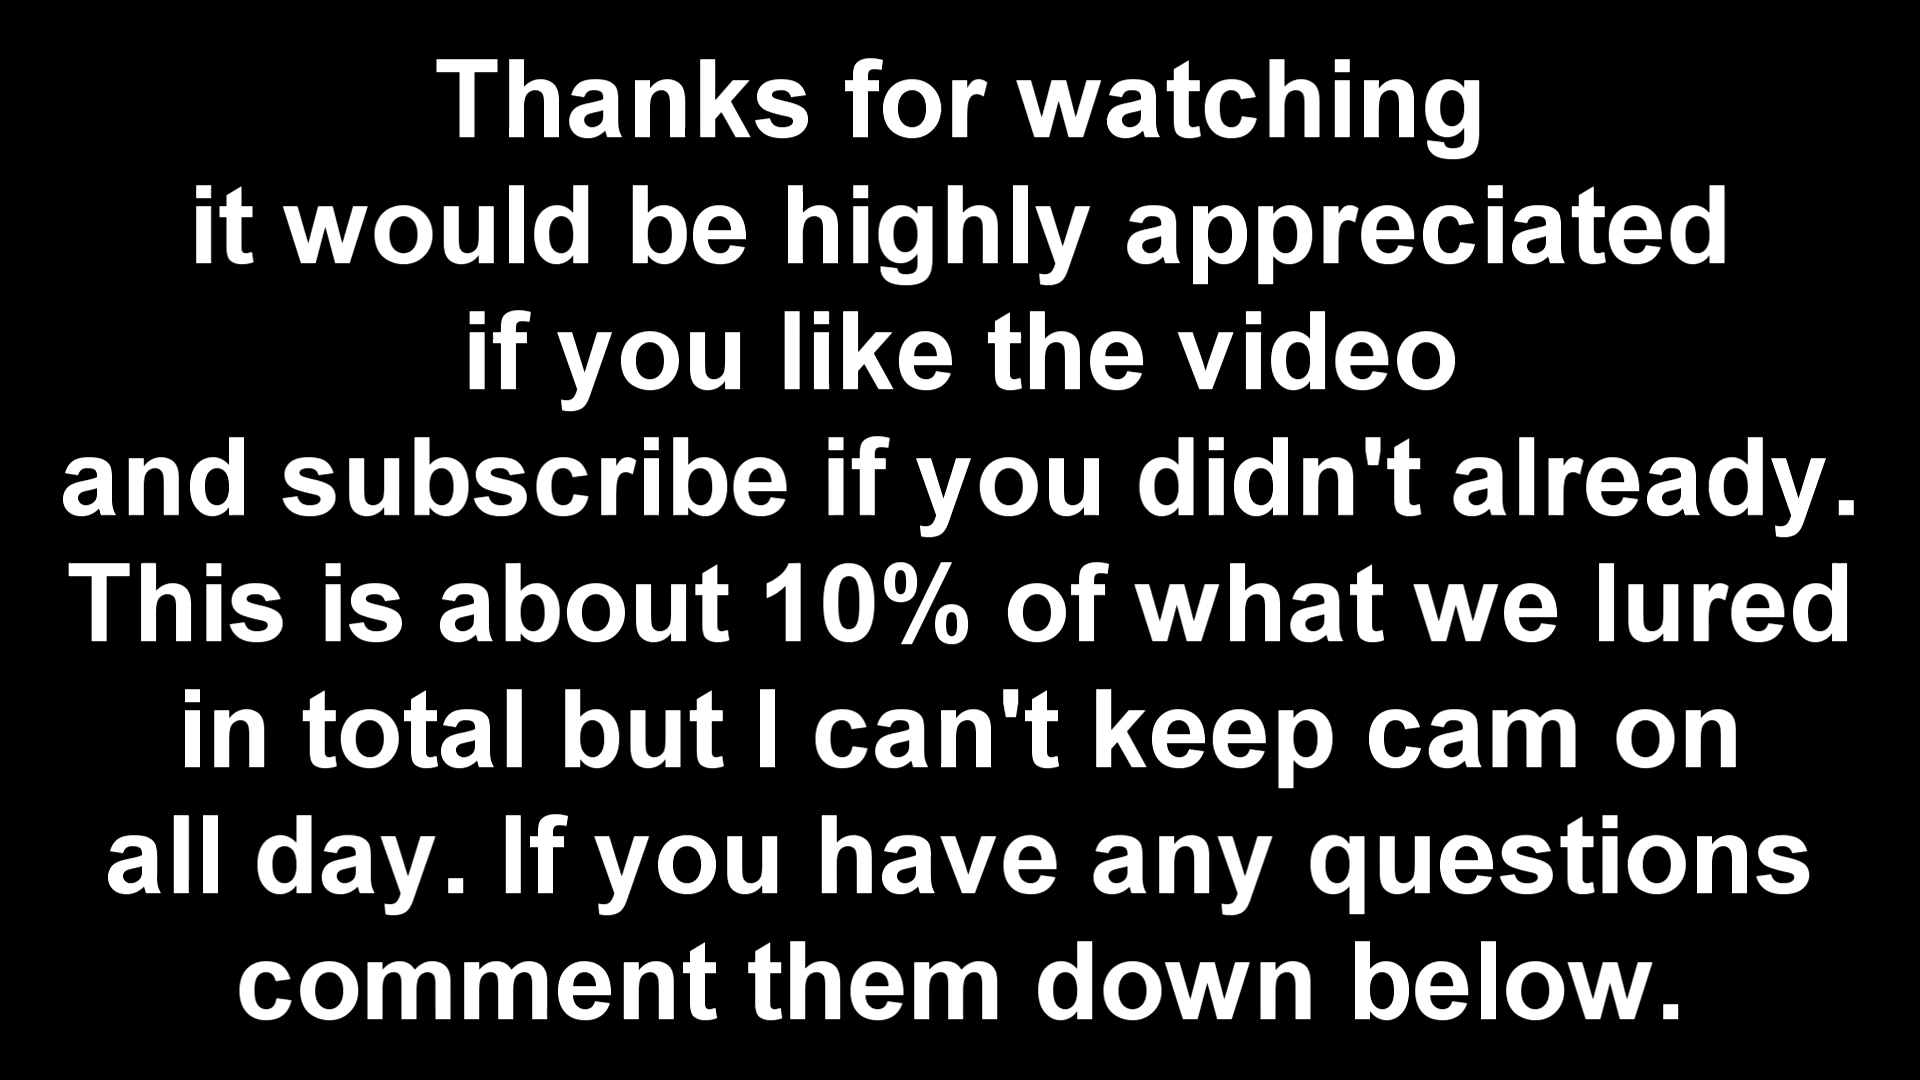 Thanks for watching
it would be highly appreciated
if you like the video
and subscribe if you didn't already.
This is about 10% of what we lured
in total but I can't keep cam on
all day. If you have any questions
comment them down below.